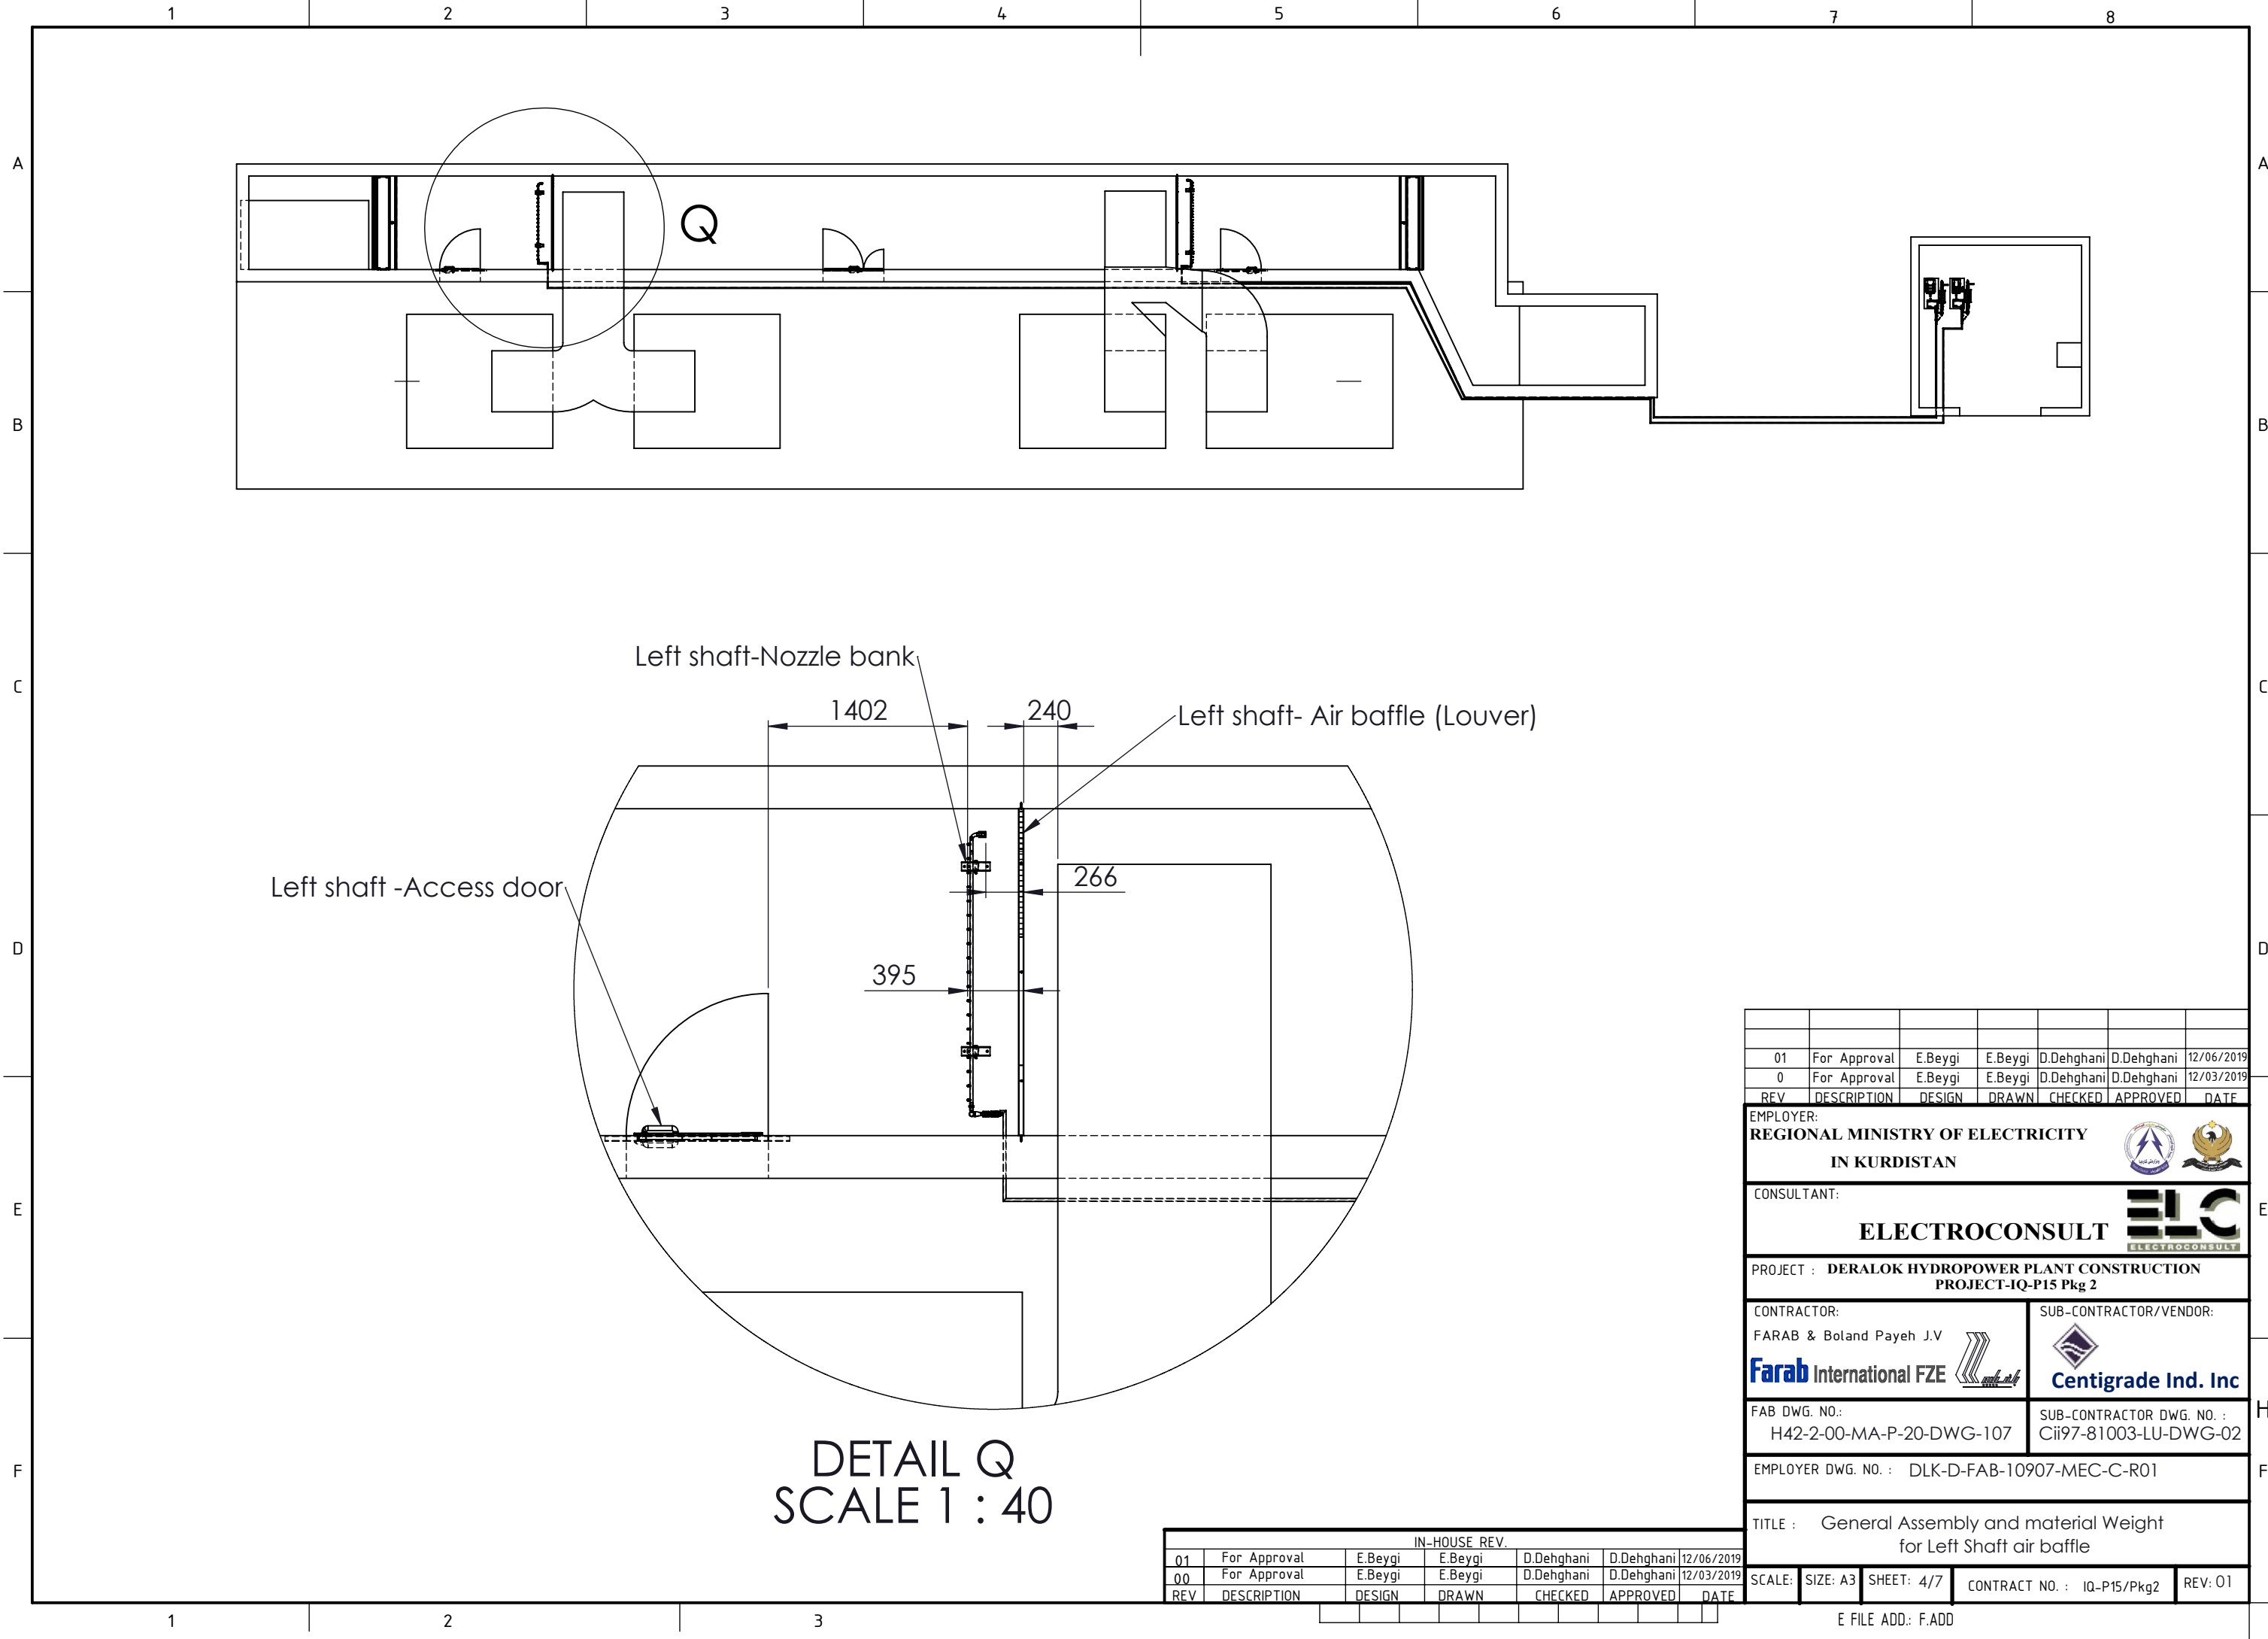 1 2 3 4 5 6 7 8
A A
Q
B B
C C
Left shaft-Nozzle bank
1402 240
Left shaft- Air baffle (Louver)
266
Left shaft -Access door
D D
395
01 For Approval E.Beygi E.Beygi D.Dehghani D.Dehghani 12/06/2019
0 For Approval E.Beygi E.Beygi D.Dehghani D.Dehghani 12/03/2019
REV DESCRIPTION DESIGN DRAWN CHECKED APPROVED DATE
EMPLOYER:
REGIONAL MINISTRY OF ELECTRICITY
IN KURDISTAN
E E
CONSULTANT:
ELECTROCONSULT
ELC
ELECTROCONSULT
PROJECT : DERALOK HYDROPOWER PLANT CONSTRUCTION
PROJECT-IQ-P15 Pkg 2
CONTRACTOR:
FARAB & Boland Payeh J.V
Farab International FZE
SUB-CONTRACTOR/VENDOR:
Centigrade Ind. Inc
H
FAB DWG. NO.:
H42-2-00-MA-P-20-DWG-107
SUB-CONTRACTOR DWG. NO. :
Cii97-81003-LU-DWG-02
F F
EMPLOYER DWG. NO. : DLK-D-FAB-10907-MEC-C-R01
DETAIL Q
SCALE 1 : 40
TITLE : General Assembly and material Weight
for Left Shaft air baffle
IN-HOUSE REV.
01 For Approval E.Beygi E.Beygi D.Dehghani D.Dehghani 12/06/2019
00 For Approval E.Beygi E.Beygi D.Dehghani D.Dehghani 12/03/2019
REV DESCRIPTION DESIGN DRAWN CHECKED APPROVED DATE
SCALE: SIZE: A3 SHEET: 4/7 CONTRACT NO. : IQ-P15/Pkg2 REV: 01
1 2 3
E FILE ADD.: F.ADD